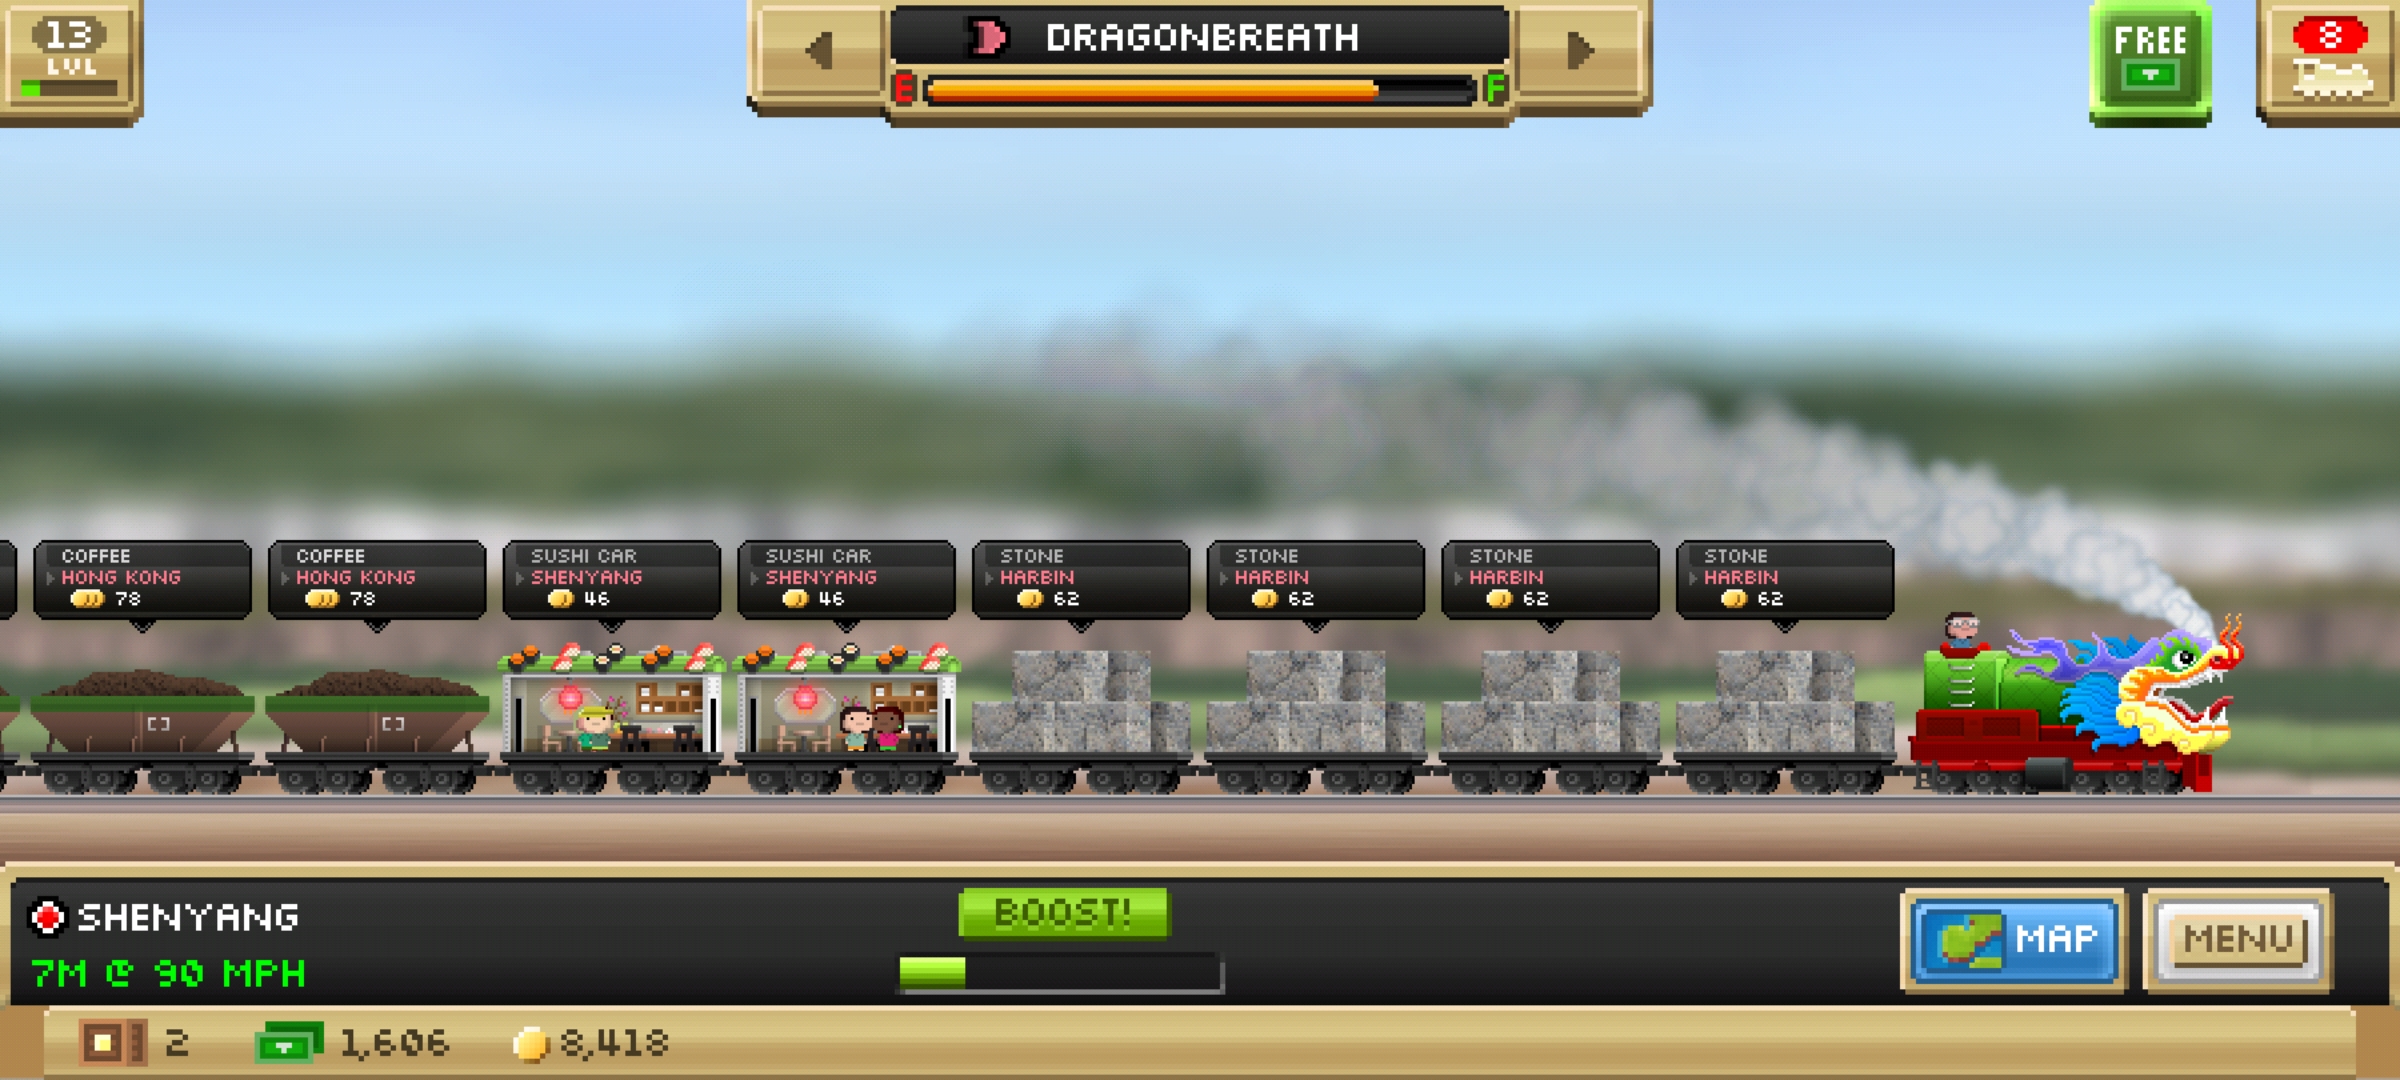 13
LVL
DRAGONBREATH
E F
FREE
8
COFFEE
HONG KONG
78
COFFEE
HONG KONG
78
SUSHI CAR
SHENYANG
46
SUSHI CAR
SHENYANG
46
STONE
HARBIN
62
STONE
HARBIN
62
STONE
HARBIN
62
STONE
HARBIN
62
SHENYANG
7M @ 90 MPH
BOOST!
MAP
MENU
2
1,606
8,418